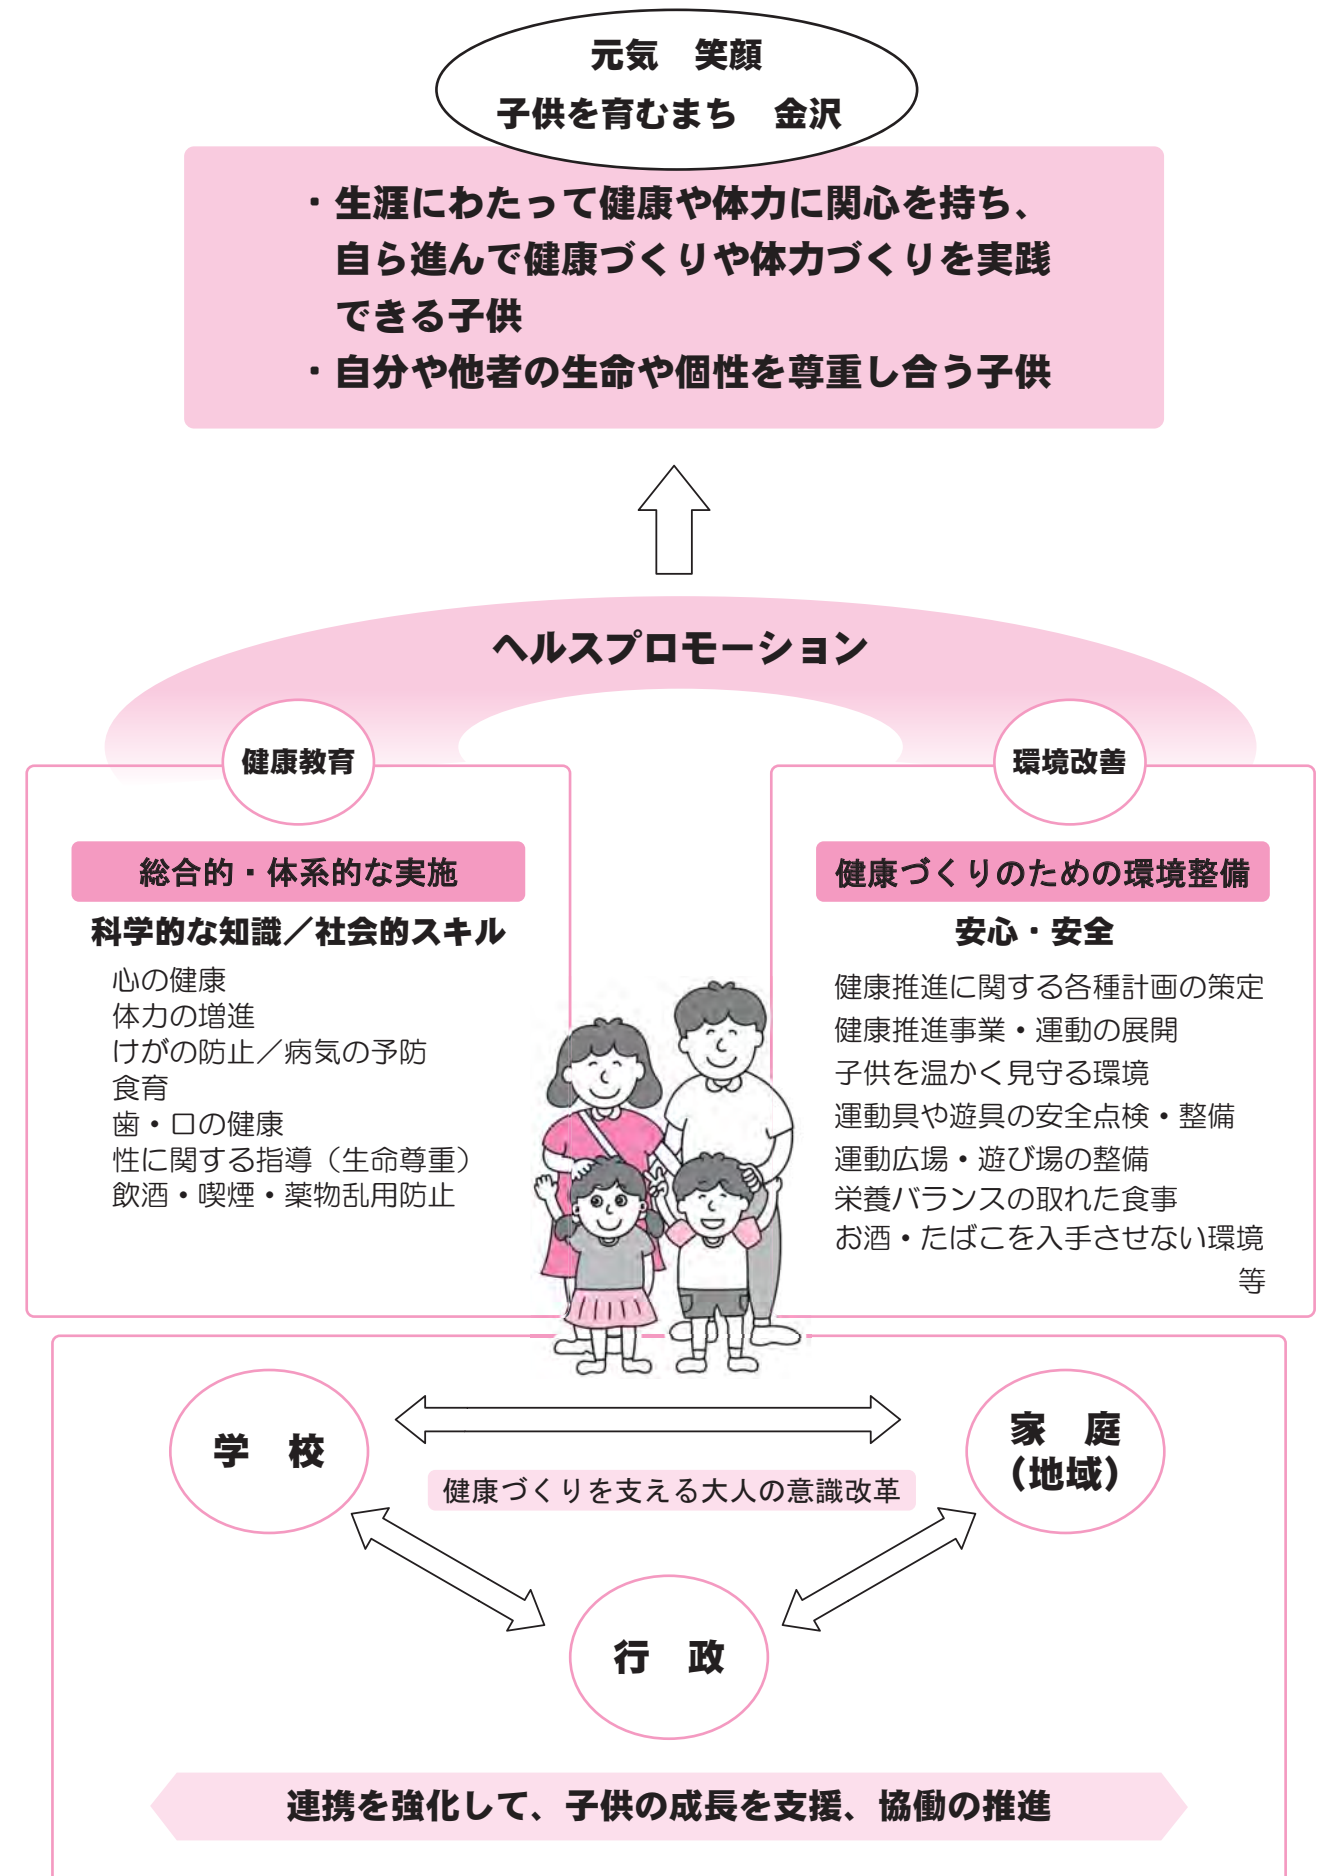 元気　笑顔
子供を育むまち　金沢
・生涯にわたって健康や体力に関心を持ち、
自ら進んで健康づくりや体力づくりを実践
できる子供
・自分や他者の生命や個性を尊重し合う子供
ヘルスプロモーション
健康教育
総合的・体系的な実施
科学的な知識／社会的スキル
心の健康
体力の増進
けがの防止／病気の予防
食育
歯・口の健康
性に関する指導（生命尊重）
飲酒・喫煙・薬物乱用防止
環境改善
健康づくりのための環境整備
安心・安全
健康推進に関する各種計画の策定
健康推進事業・運動の展開
子供を温かく見守る環境
運動具や遊具の安全点検・整備
運動広場・遊び場の整備
栄養バランスの取れた食事
お酒・たばこを入手させない環境
等
学　校
家　庭
（地域）
健康づくりを支える大人の意識改革
行　政
連携を強化して、子供の成長を支援、協働の推進